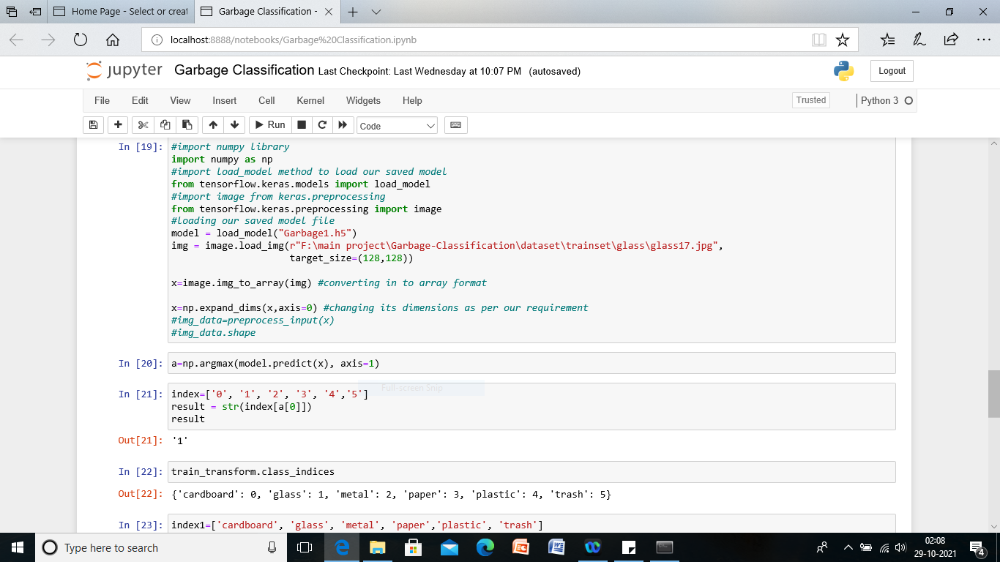 Home Page - Select or creat
Garbage Classification -
localhost:8888/notebooks/Garbage%20Classification.ipynb
jupyter Garbage Classification Last Checkpoint: Last Wednesday at 10:07 PM (autosaved)
Logout
File Edit View Insert Cell Kernel Widgets Help
Trusted
Python 3
Run
Code
In [19]: #import numpy library
import numpy as np
#import load_model method to load our saved model
from tensorflow.keras.models import load_model
#import image from keras.preprocessing
from tensorflow.keras.preprocessing import image
#loading our saved model file
model = load_model("Garbage1.h5")
img = image.load_img(r"F:\main project\Garbage-Classification\dataset\trainset\glass\glass17.jpg",
target_size=(128,128))
x=image.img_to_array(img) #converting in to array format
x=np.expand_dims(x,axis=0) #changing its dimensions as per our requirement
#img_data=preprocess_input(x)
#img_data.shape
In [20]: a=np.argmax(model.predict(x), axis=1)
Full-screen Snip
In [21]: index=['0', '1', '2', '3', '4','5']
result = str(index[a[0]])
result
Out[21]: '1'
In [22]: train_transform.class_indices
Out[22]: {'cardboard': 0, 'glass': 1, 'metal': 2, 'paper': 3, 'plastic': 4, 'trash': 5}
In [23]: index1=['cardboard', 'glass', 'metal', 'paper','plastic', 'trash']
Type here to search
02:08
29-10-2021
4